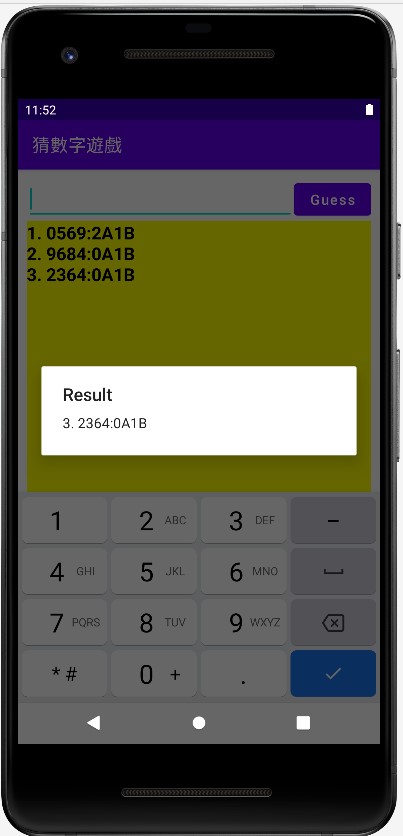 11:52
猜數字遊戲
Guess
1. 0569:2A1B
2. 9684:0A1B
3. 2364:0A1B
Result
3. 2364:0A1B
1 2 ABC 3 DEF –
4 GHI 5 JKL 6 MNO
7 PQRS 8 TUV 9 WXYZ
* # 0 + .